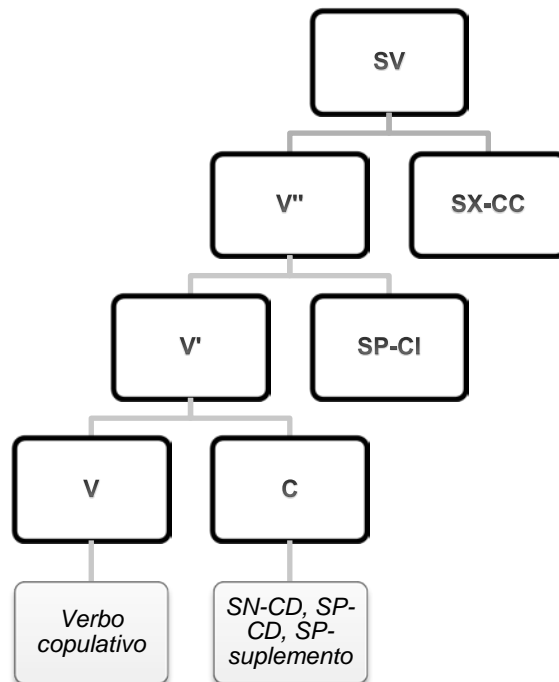 SV
V"
SX-CC
V'
SP-CI
V
C
Verbo
copulativo
SN-CD, SP-
CD, SP-
suplemento